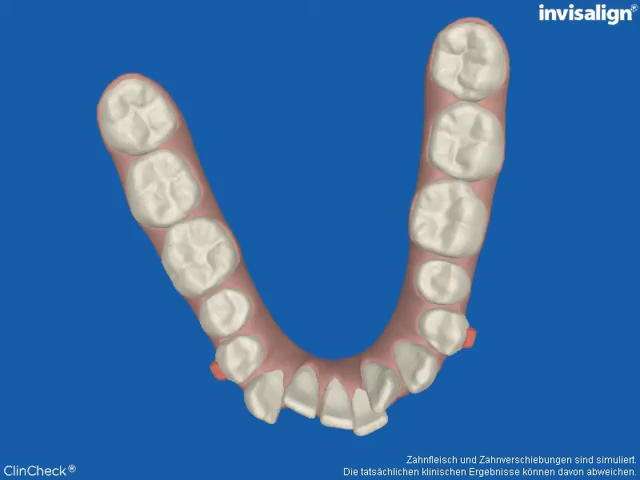 invisalign®
Zahnfleisch und Zahnverschiebungen sind simuliert.
Die tatsächlichen klinischen Ergebnisse können davon abweichen.
ClinCheck®